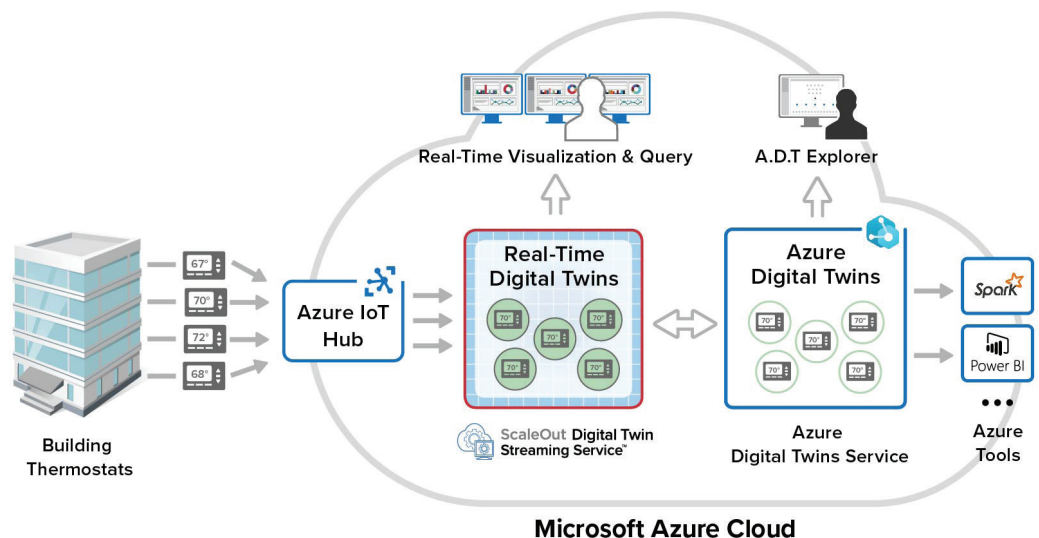 Real-Time Visualization & Query
A.D.T Explorer
67°
70°
72°
68°
Building
Thermostats
Azure IoT
Hub
Real-Time
Digital Twins
70°
70°
70°
70°
70°
ScaleOut Digital Twin
Streaming Service™
Azure
Digital Twins
70°
70°
70°
70°
70°
Azure
Digital Twins Service
Spark
Power BI
Azure
Tools
Microsoft Azure Cloud